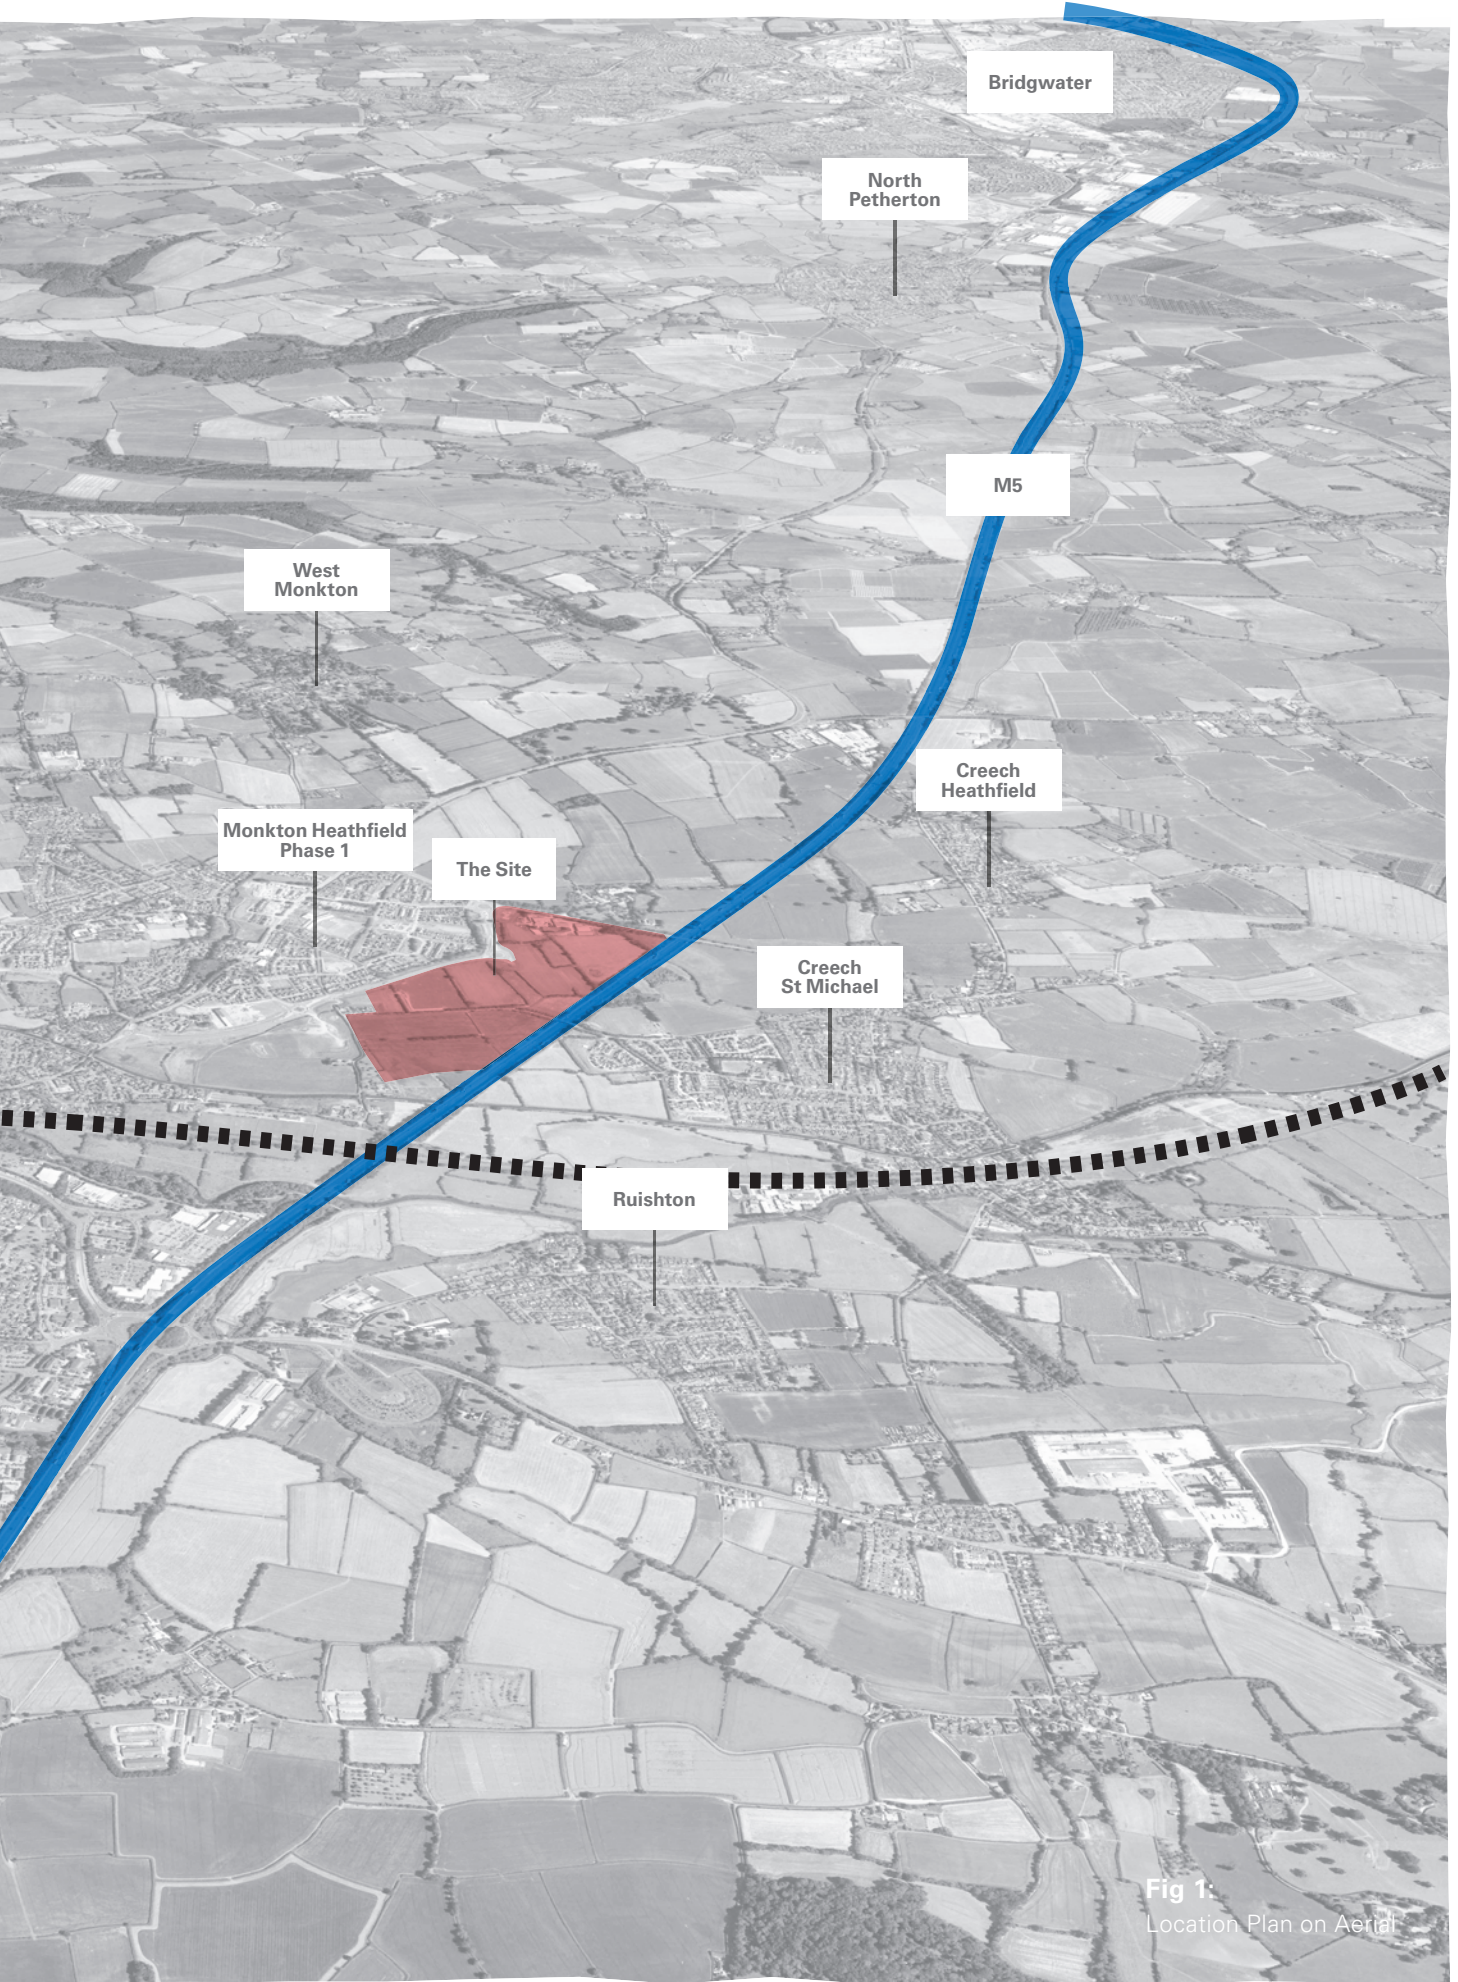 Bridgwater
North
Petherton
M5
West
Monkton
Creech
Heathfield
Monkton Heathfield
Phase 1
The Site
Creech
St Michael
Ruishton
Fig 1:
Location Plan on Aerial